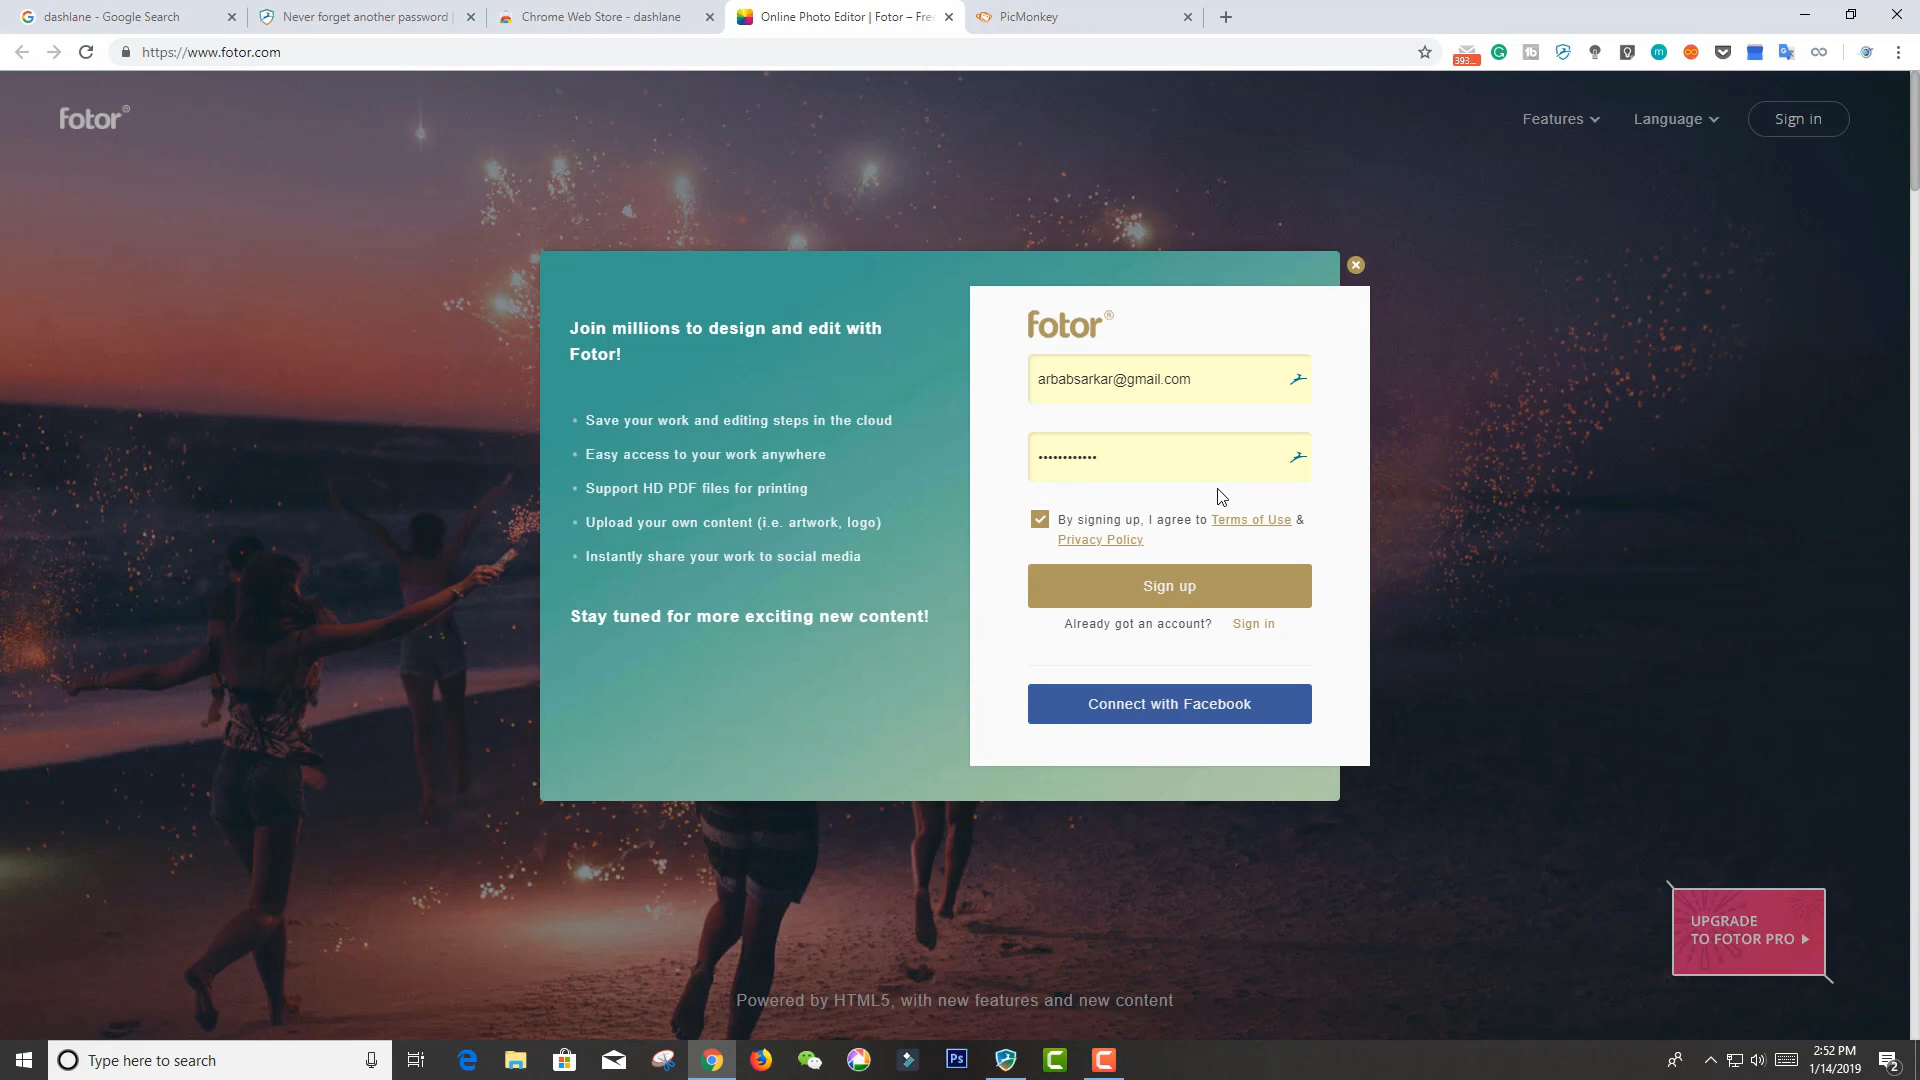 dashlane - Google Search
Never forget another password |
Chrome Web Store - dashlane
Online Photo Editor | Fotor – Free
PicMonkey
https://www.fotor.com
393...
fotor®
Features
Language
Sign in
Join millions to design and edit with
Fotor!
• Save your work and editing steps in the cloud
• Easy access to your work anywhere
• Support HD PDF files for printing
• Upload your own content (i.e. artwork, logo)
• Instantly share your work to social media
Stay tuned for more exciting new content!
fotor®
arbabsarkar@gmail.com
••••••••••••
By signing up, I agree to Terms of Use &
Privacy Policy
Sign up
Already got an account? Sign in
Connect with Facebook
UPGRADE
TO FOTOR PRO
Powered by HTML5, with new features and new content
Type here to search
Ps
2:52 PM
1/14/2019
2